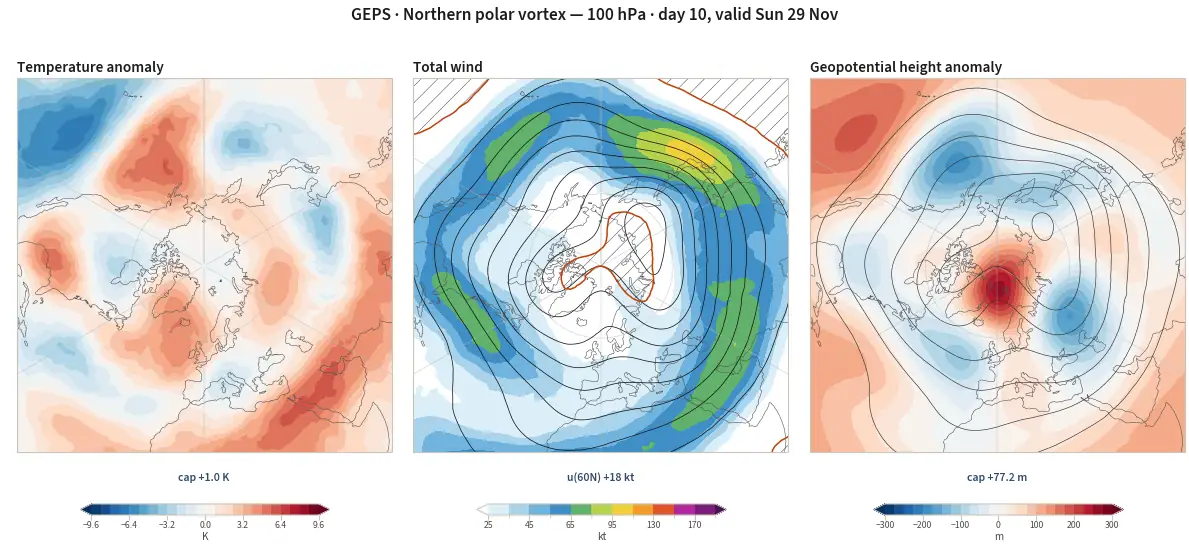 GEPS · Northern polar vortex — 100 hPa · day 10, valid Sun 29 Nov
Temperature anomaly
Total wind
Geopotential height anomaly
cap +1.0 K
u(60N) +18 kt
cap +77.2 m
−9.6 −6.4 −3.2 0.0 3.2 6.4 9.6
K
25 45 65 95 130 170
kt
−300 −200 −100 0 100 200 300
m